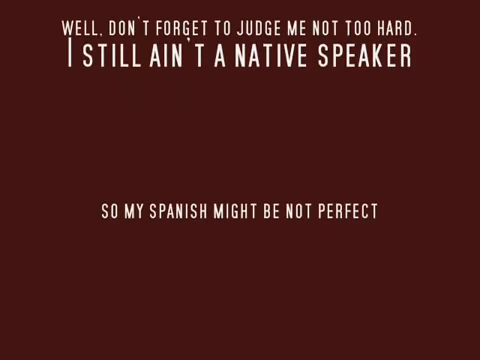 WELL, DON'T FORGET TO JUDGE ME NOT TOO HARD.
I STILL AIN'T A NATIVE SPEAKER
SO MY SPANISH MIGHT BE NOT PERFECT